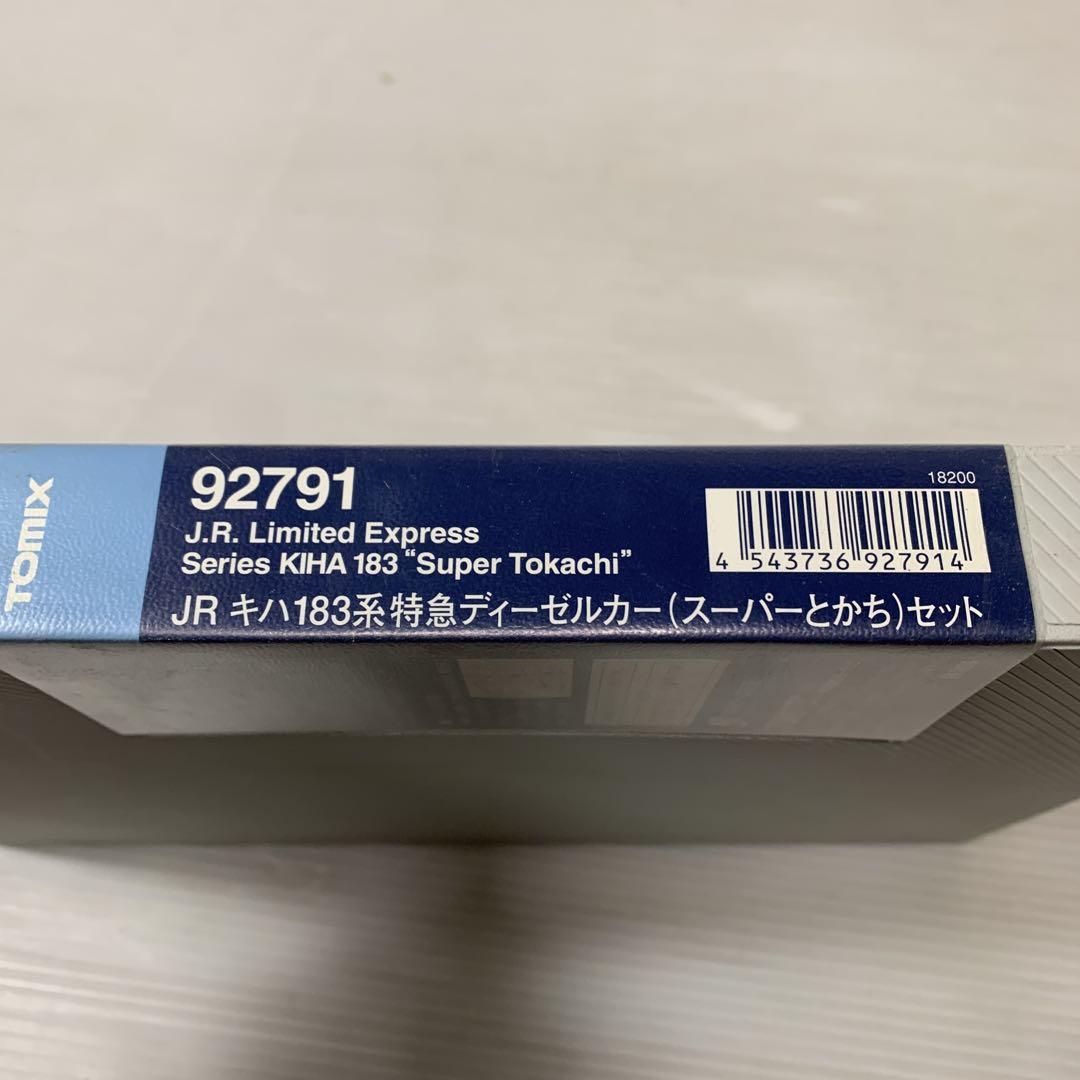 TOMIX
92791
J.R. Limited Express
Series KIHA 183 “Super Tokachi”
JR キハ183系特急ディーゼルカー(スーパーとかち)セット
18200
4 543736 927914